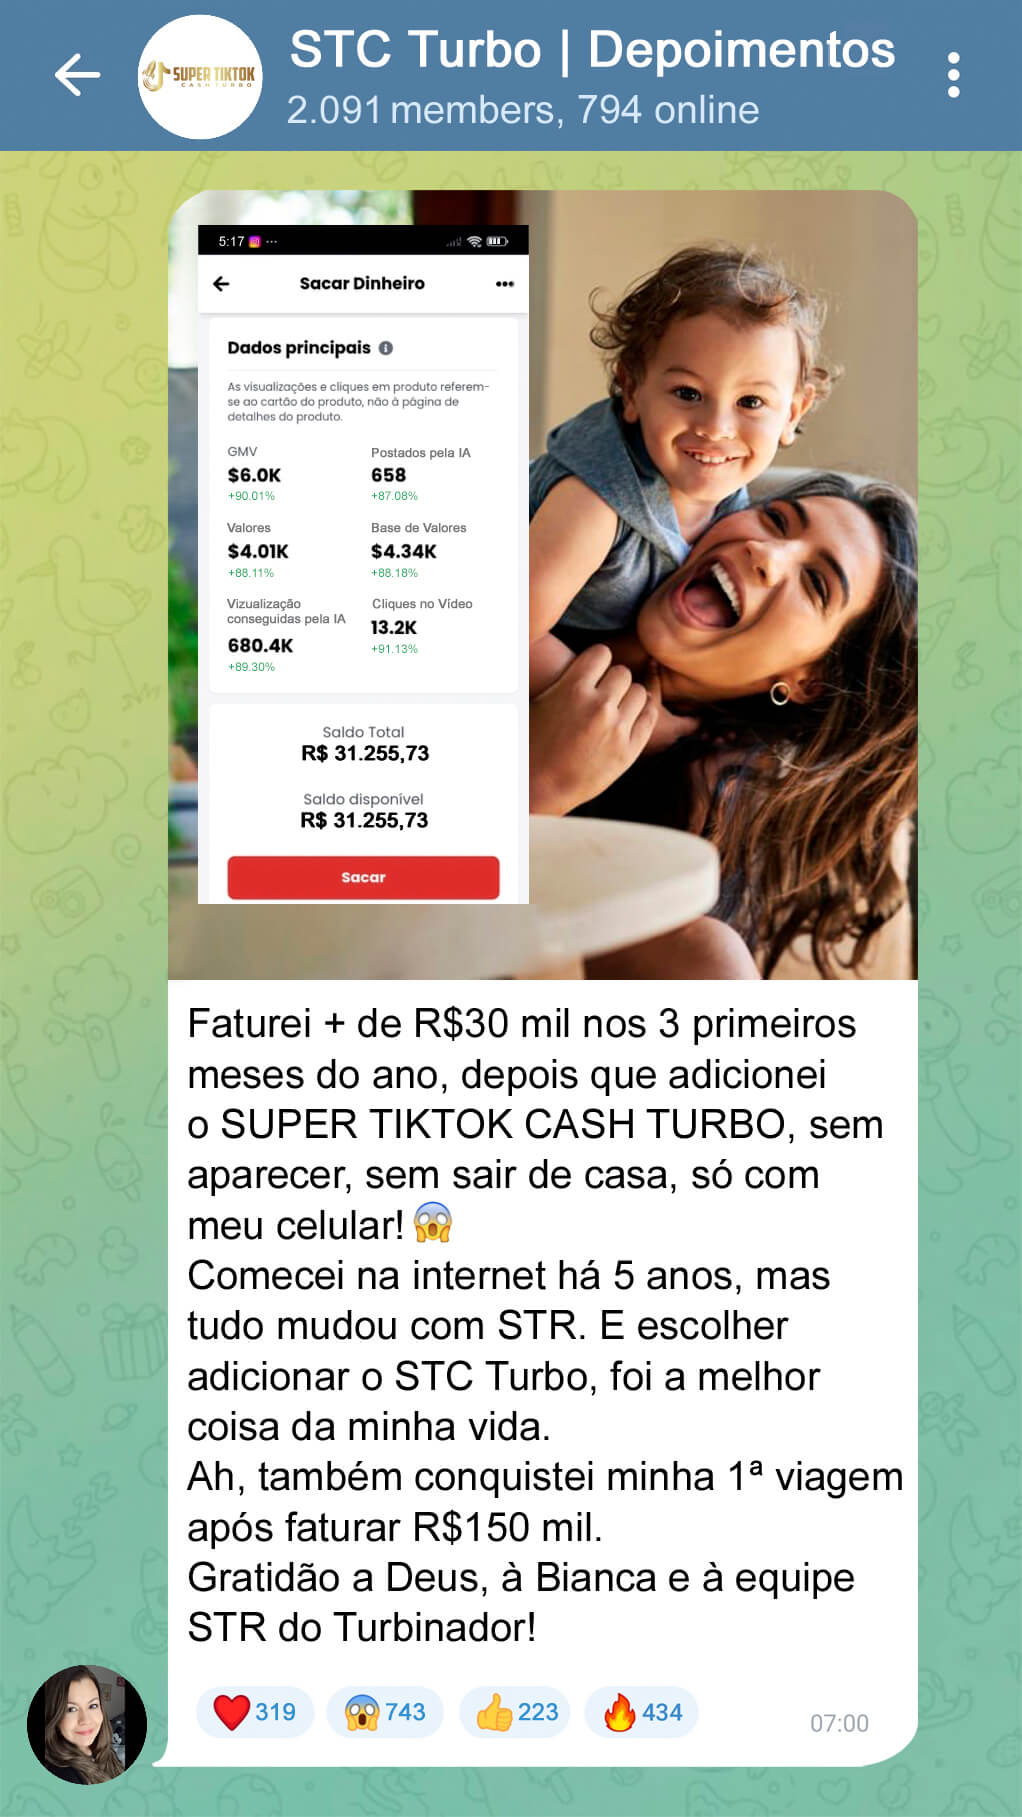 STC Turbo | Depoimentos
SUPER TIKTOK
CASH TURBO
2.091 members, 794 online
5:17
Sacar Dinheiro
Dados principais
As visualizações e cliques em produto referem-
se ao cartão do produto, não à página de
detalhes do produto.
GMV
$6.0K
+90.01%
Postados pela IA
658
+87.08%
Valores
$4.01K
+88.11%
Base de Valores
$4.34K
+88.18%
Vizualização
conseguidas pela IA
680.4K
+89.30%
Cliques no Vídeo
13.2K
+91.13%
Saldo Total
R$ 31.255,73
Saldo disponível
R$ 31.255,73
Sacar
Faturei + de R$30 mil nos 3 primeiros
meses do ano, depois que adicionei
o SUPER TIKTOK CASH TURBO, sem
aparecer, sem sair de casa, só com
meu celular!😱
Comecei na internet há 5 anos, mas
tudo mudou com STR. E escolher
adicionar o STC Turbo, foi a melhor
coisa da minha vida.
Ah, também conquistei minha 1ª viagem
após faturar R$150 mil.
Gratidão a Deus, à Bianca e à equipe
STR do Turbinador!
❤️ 319 😱 743 👍 223 🔥 434
07:00